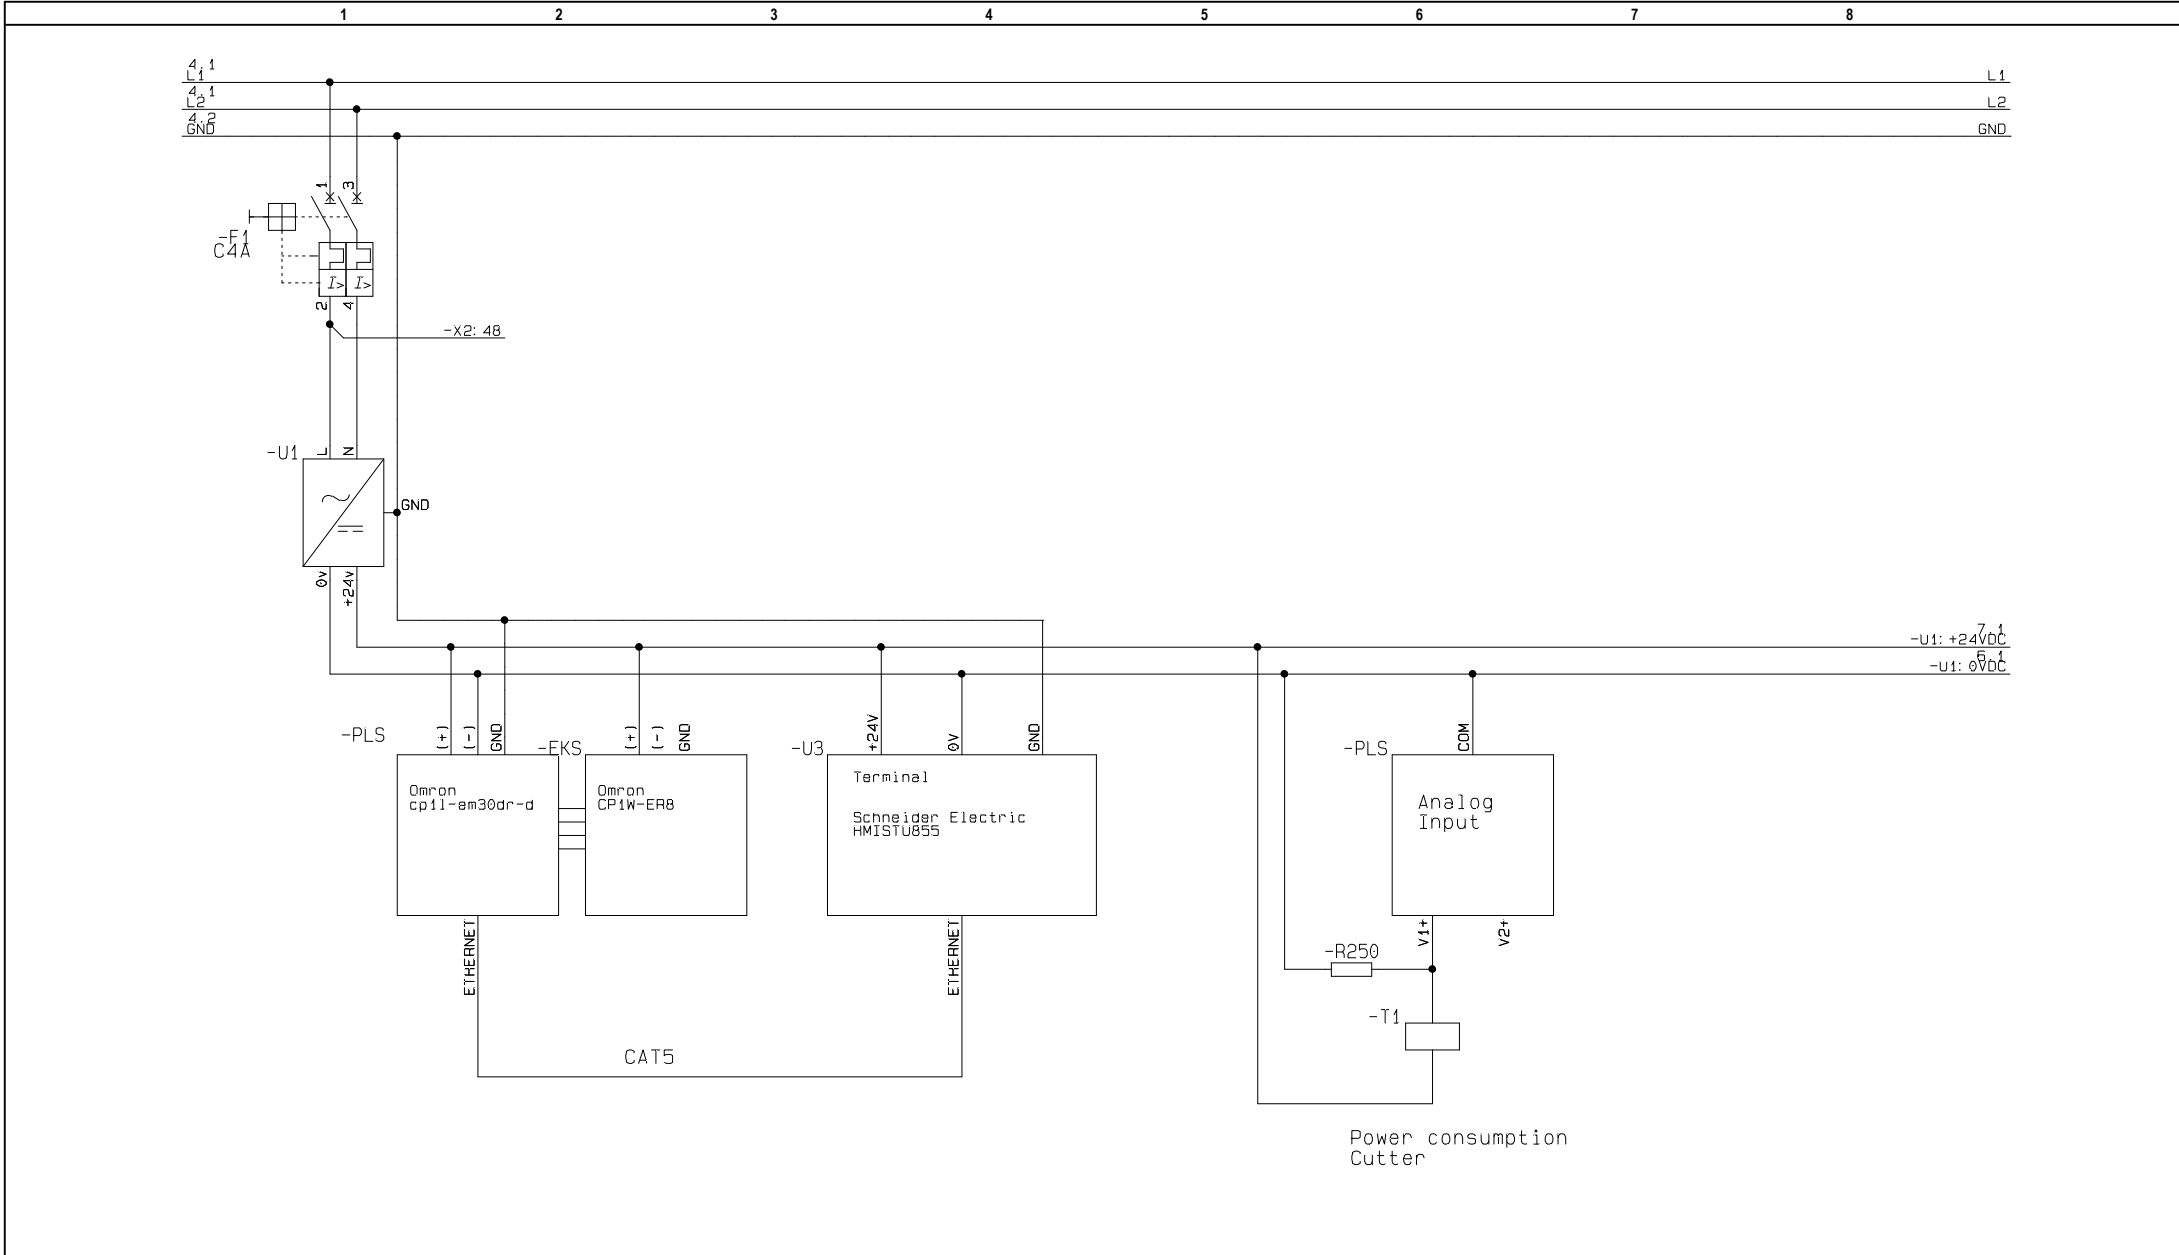 1 2 3 4 5 6 7 8
4.1
L1 L1
4.1
L2 L2
4.2
GND GND
1 3
-F1
C4A
I> I>
2 4
-X2: 48
-U1 L N
GND
0v +24v
7.1
-U1: +24VDC
6.1
-U1: 0VDC
-PLS (+) (-) GND
-EKS (+) (-) GND
-U3 +24V 0V GND
-PLS COM
Omron
cp1l-em30dr-d
Omron
CP1W-ER8
Terminal
Schneider Electric
HMISTU855
Analog
Input
ETHERNET
ETHERNET
V1+ V2+
-R250
-T1
CAT5
Power consumption
Cutter